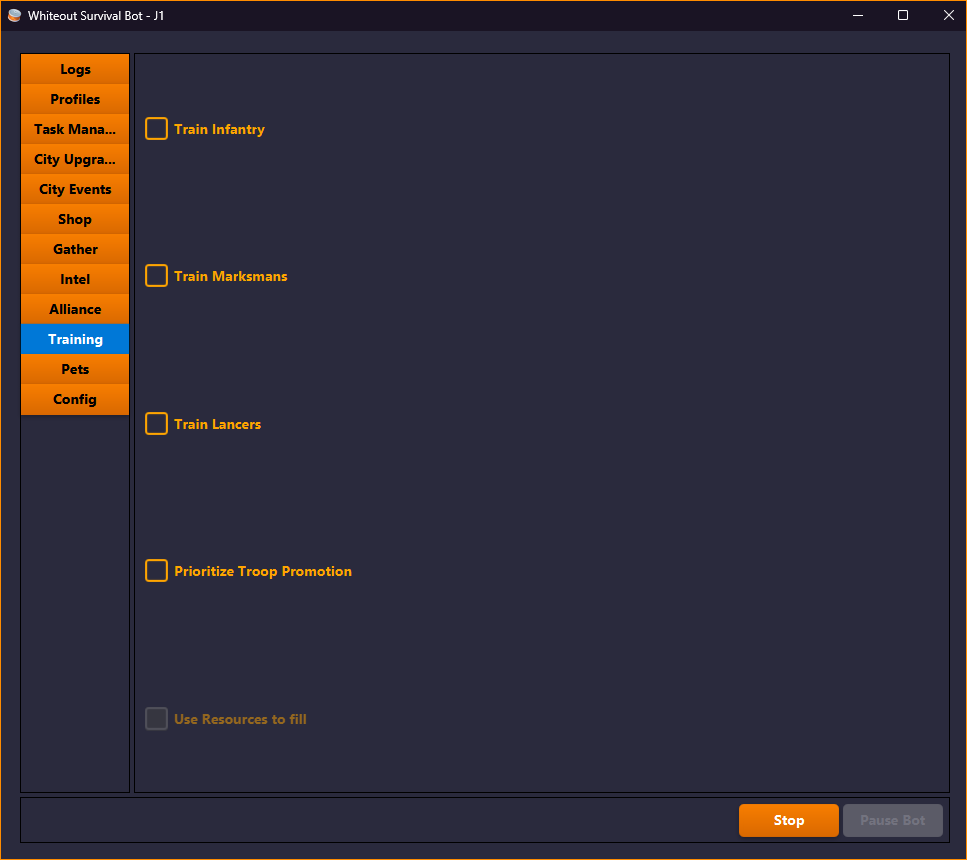 Whiteout Survival Bot - J1
Logs
Profiles
Task Mana...
City Upgra...
City Events
Shop
Gather
Intel
Alliance
Training
Pets
Config
Train Infantry
Train Marksmans
Train Lancers
Prioritize Troop Promotion
Use Resources to fill
Stop
Pause Bot